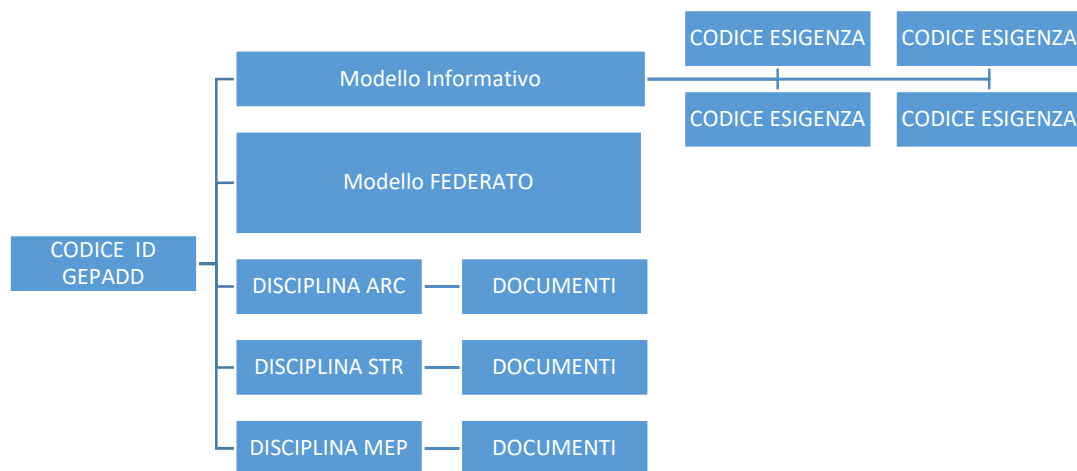 CODICE ESIGENZA
CODICE ESIGENZA
Modello Informativo
CODICE ESIGENZA
CODICE ESIGENZA
Modello FEDERATO
CODICE ID
GEPADD
DISCIPLINA ARC
DOCUMENTI
DISCIPLINA STR
DOCUMENTI
DISCIPLINA MEP
DOCUMENTI